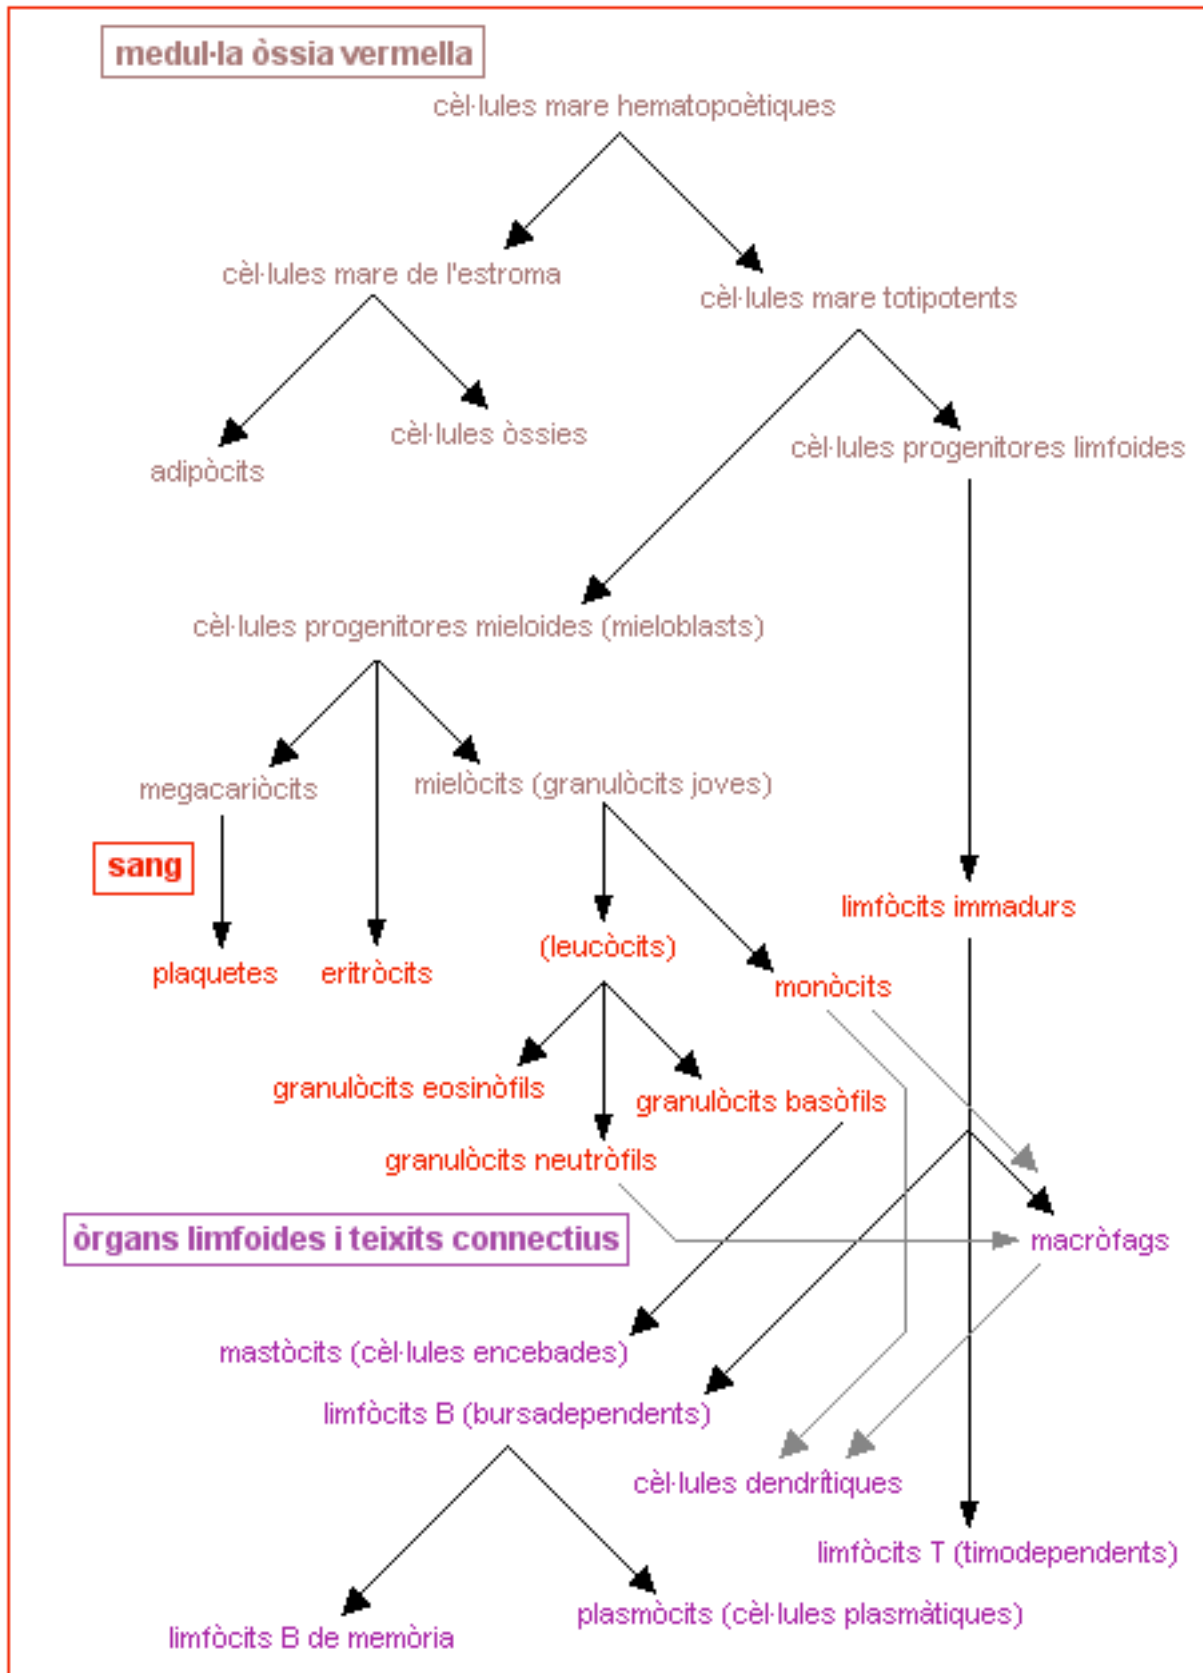 medul·la òssia vermella
cèl·lules mare hematopoètiques
cèl·lules mare de l'estroma
cèl·lules mare totipotents
cèl·lules òssies
cèl·lules progenitores limfoides
adipòcits
cèl·lules progenitores mieloides (mieloblasts)
megacariòcits
mielòcits (granulòcits joves)
sang
limfòcits immadurs
(leucòcits)
plaquetes
eritròcits
monòcits
granulòcits eosinòfils
granulòcits basòfils
granulòcits neutròfils
òrgans limfoides i teixits connectius
macròfags
mastòcits (cèl·lules encebades)
limfòcits B (bursadependents)
cèl·lules dendrítiques
limfòcits T (timodependents)
plasmòcits (cèl·lules plasmàtiques)
limfòcits B de memòria